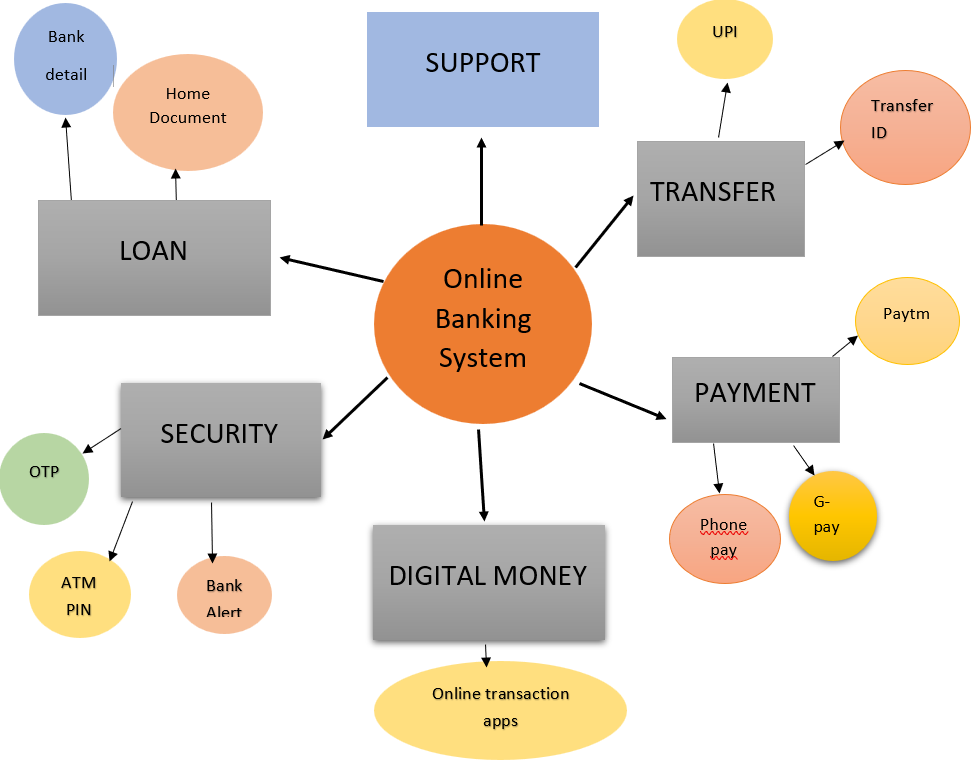 Bank
detail
Home
Document
SUPPORT
UPI
Transfer
ID
TRANSFER
LOAN
Online
Banking
System
Paytm
PAYMENT
SECURITY
OTP
G-
pay
Phone
pay
DIGITAL MONEY
ATM
PIN
Bank
Alert
Online transaction
apps